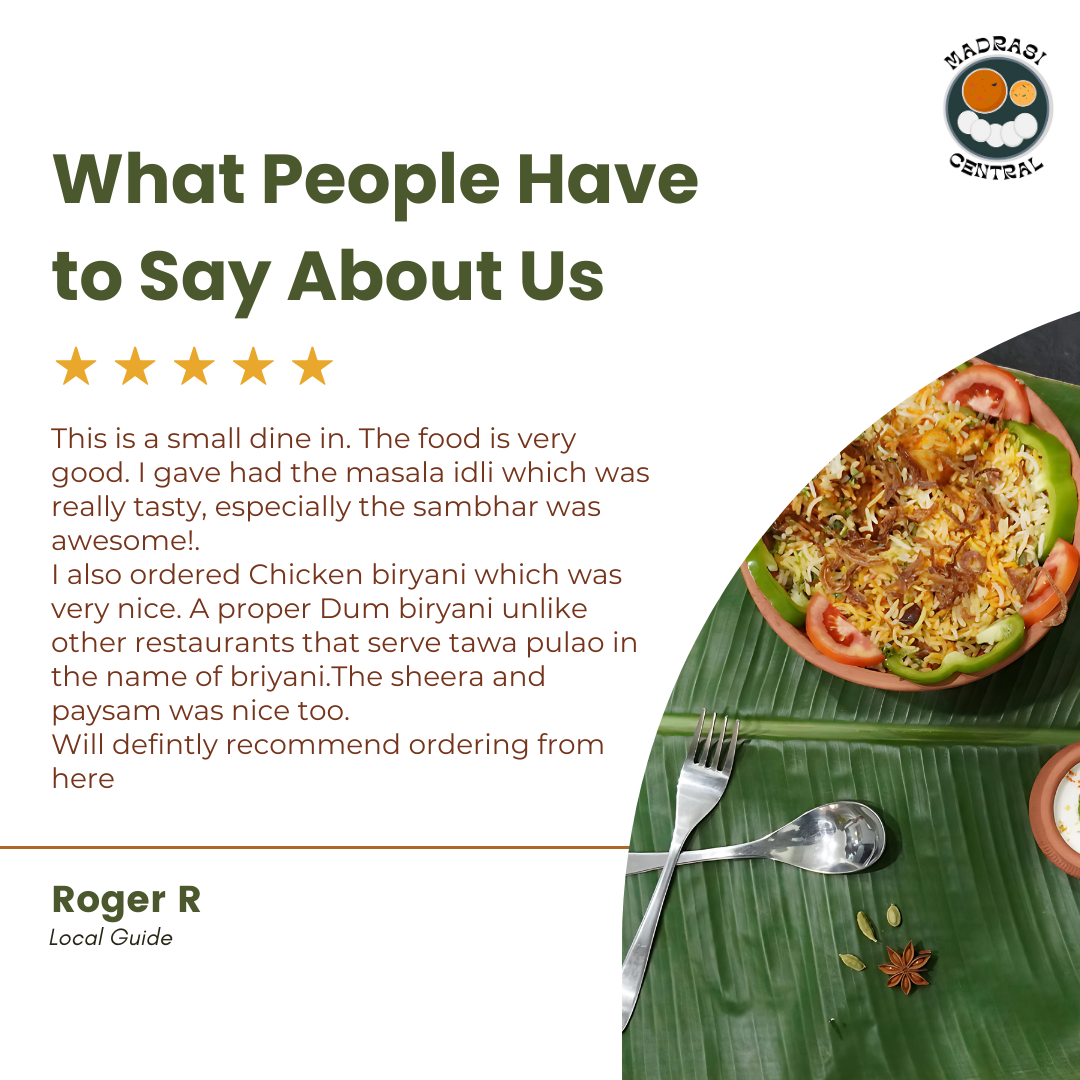 MADRASI
CENTRAL
What People Have
to Say About Us
This is a small dine in. The food is very
good. I gave had the masala idli which was
really tasty, especially the sambhar was
awesome!.
I also ordered Chicken biryani which was
very nice. A proper Dum biryani unlike
other restaurants that serve tawa pulao in
the name of briyani.The sheera and
paysam was nice too.
Will defintly recommend ordering from
here
Roger R
Local Guide